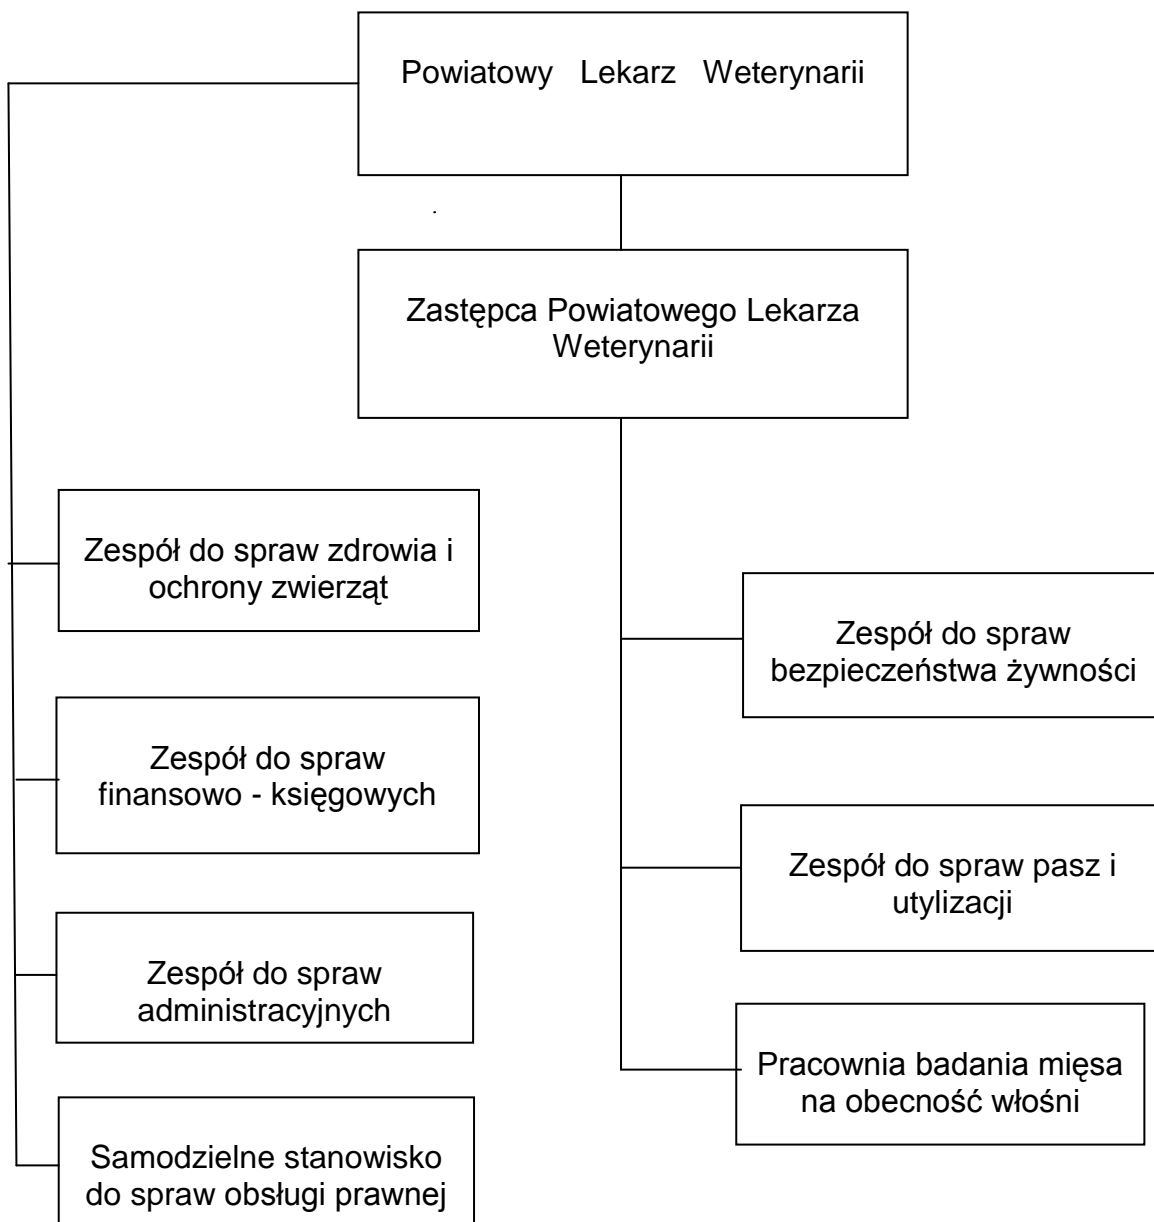 Powiatowy Lekarz Weterynarii
Zastępca Powiatowego Lekarza
Weterynarii
Zespół do spraw zdrowia i
ochrony zwierząt
Zespół do spraw
finansowo - księgowych
Zespół do spraw
administracyjnych
Samodzielne stanowisko
do spraw obsługi prawnej
Zespół do spraw
bezpieczeństwa żywności
Zespół do spraw pasz i
utylizacji
Pracownia badania mięsa
na obecność włośni